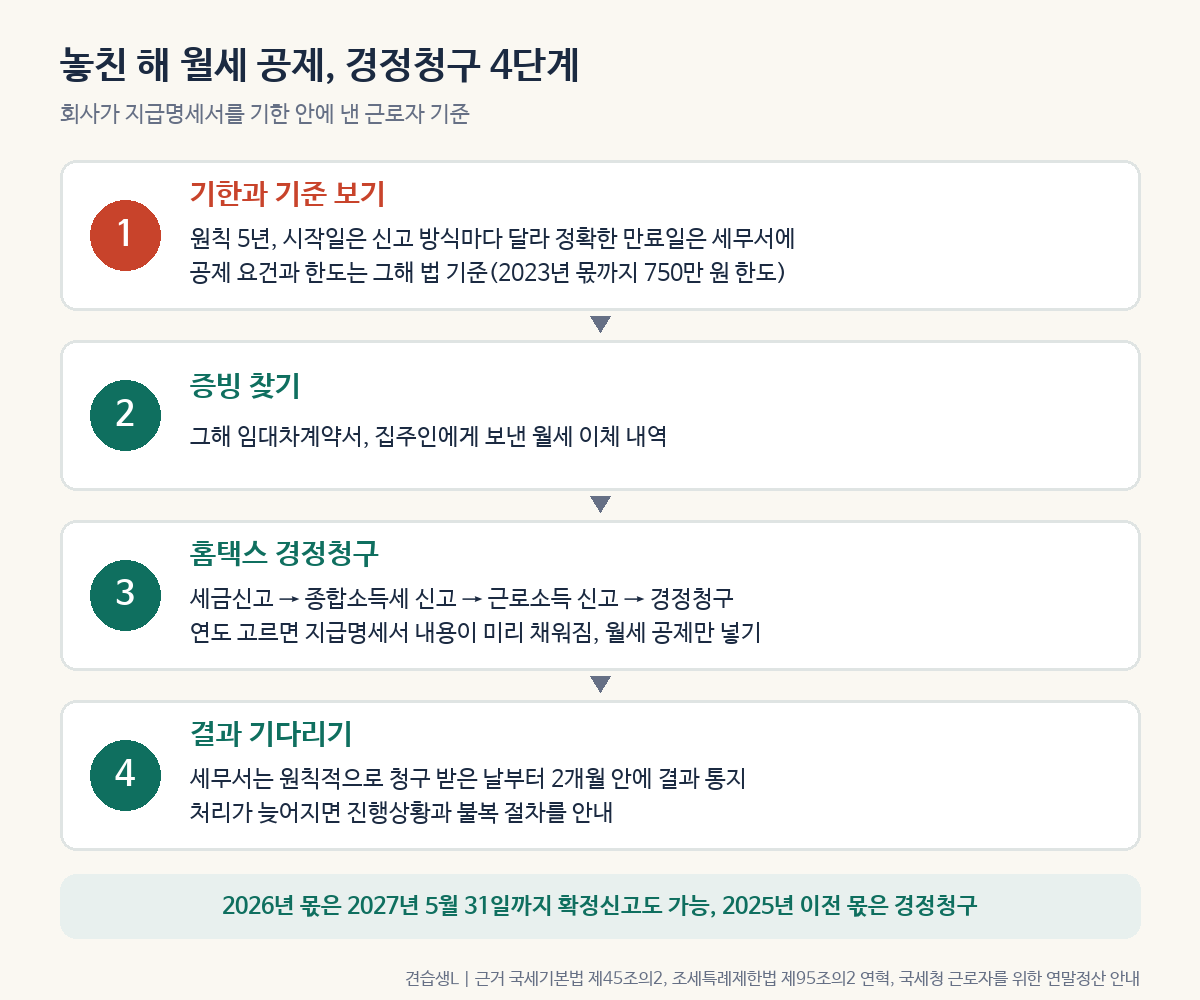 놓친 해 월세 공제, 경정청구 4단계
회사가 지급명세서를 기한 안에 낸 근로자 기준
1
기한과 기준 보기
원칙 5년, 시작일은 신고 방식마다 달라 정확한 만료일은 세무서에
공제 요건과 한도는 그해 법 기준(2023년 몫까지 750만 원 한도)
2
증빙 찾기
그해 임대차계약서, 집주인에게 보낸 월세 이체 내역
3
홈택스 경정청구
세금신고 → 종합소득세 신고 → 근로소득 신고 → 경정청구
연도 고르면 지급명세서 내용이 미리 채워짐, 월세 공제만 넣기
4
결과 기다리기
세무서는 원칙적으로 청구 받은 날부터 2개월 안에 결과 통지
처리가 늦어지면 진행상황과 불복 절차를 안내
2026년 몫은 2027년 5월 31일까지 확정신고도 가능, 2025년 이전 몫은 경정청구
견습생L | 근거 국세기본법 제45조의2, 조세특례제한법 제95조의2 연혁, 국세청 근로자를 위한 연말정산 안내